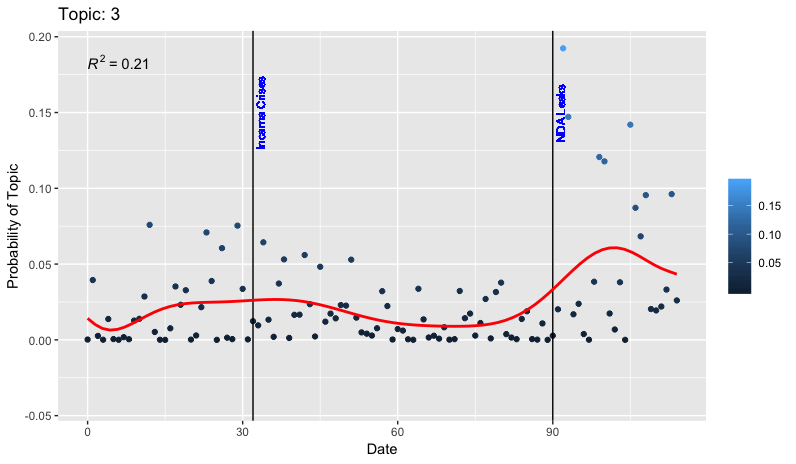 Topic: 3
0.20
R² = 0.21
0.15
Incarna Crises
NDA Leaks
0.10
0.05
0.00
-0.05
Probability of Topic
0
30
60
90
Date
0.15
0.10
0.05